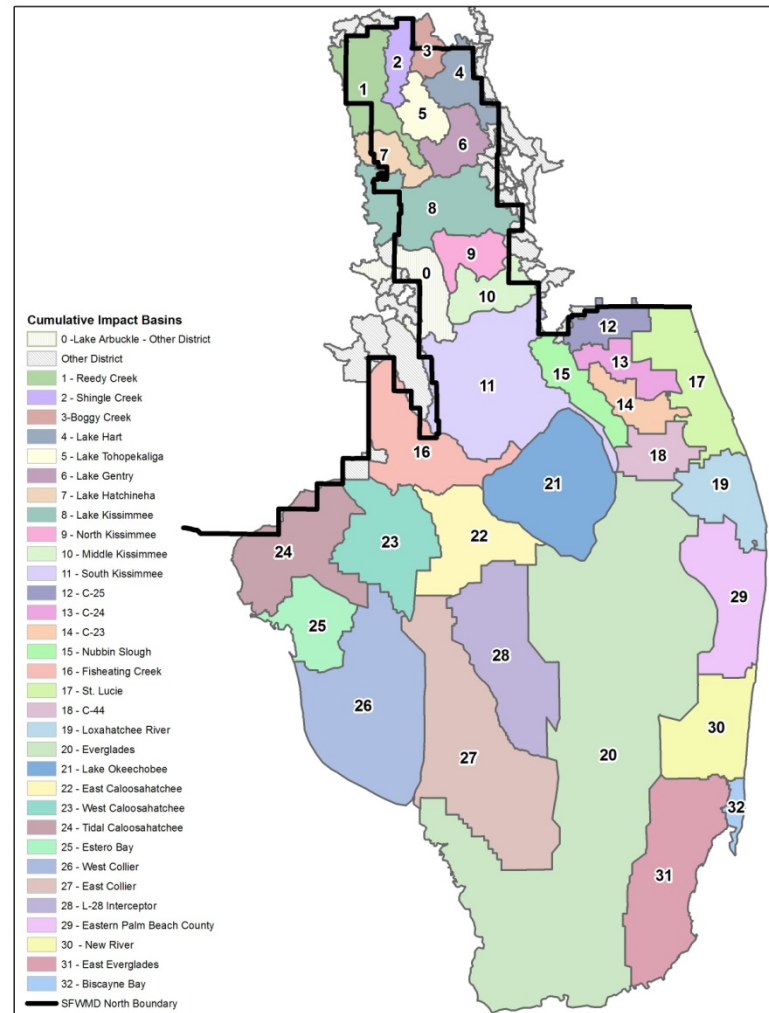 1
2
3
4
5
6
7
8
9
0
10
11
12
13
14
15
16
17
18
19
20
21
22
23
24
25
26
27
28
29
30
31
32
Cumulative Impact Basins
0 -Lake Arbuckle - Other District
Other District
1 - Reedy Creek
2 - Shingle Creek
3-Boggy Creek
4 - Lake Hart
5 - Lake Tohopekaliga
6 - Lake Gentry
7 - Lake Hatchineha
8 - Lake Kissimmee
9 - North Kissimmee
10 - Middle Kissimmee
11 - South Kissimmee
12 - C-25
13 - C-24
14 - C-23
15 - Nubbin Slough
16 - Fisheating Creek
17 - St. Lucie
18 - C-44
19 - Loxahatchee River
20 - Everglades
21 - Lake Okeechobee
22 - East Caloosahatchee
23 - West Caloosahatchee
24 - Tidal Caloosahatchee
25 - Estero Bay
26 - West Collier
27 - East Collier
28 - L-28 Interceptor
29 - Eastern Palm Beach County
30 - New River
31 - East Everglades
32 - Biscayne Bay
SFWMD North Boundary